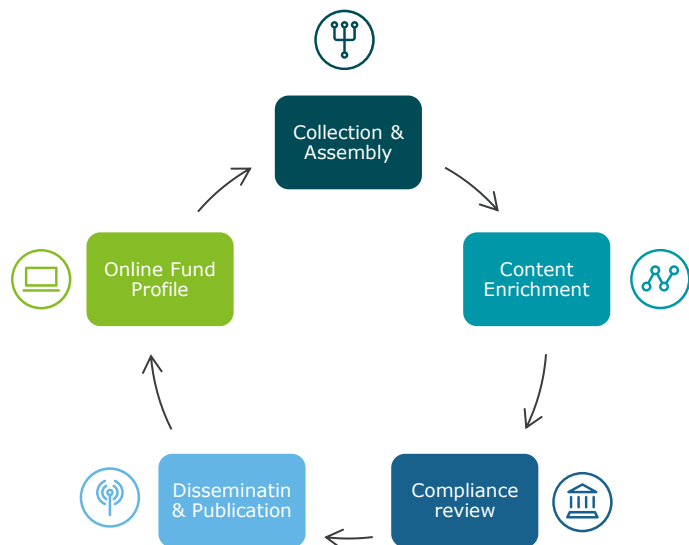 Collection &
Assembly
Content
Enrichment
Compliance
review
Disseminatin
& Publication
Online Fund
Profile